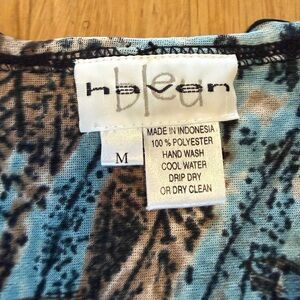 haven
bleu
M
MADE IN INDONESIA
100% POLYESTER
HAND WASH
COOL WATER
DRIP DRY
OR DRY CLEAN